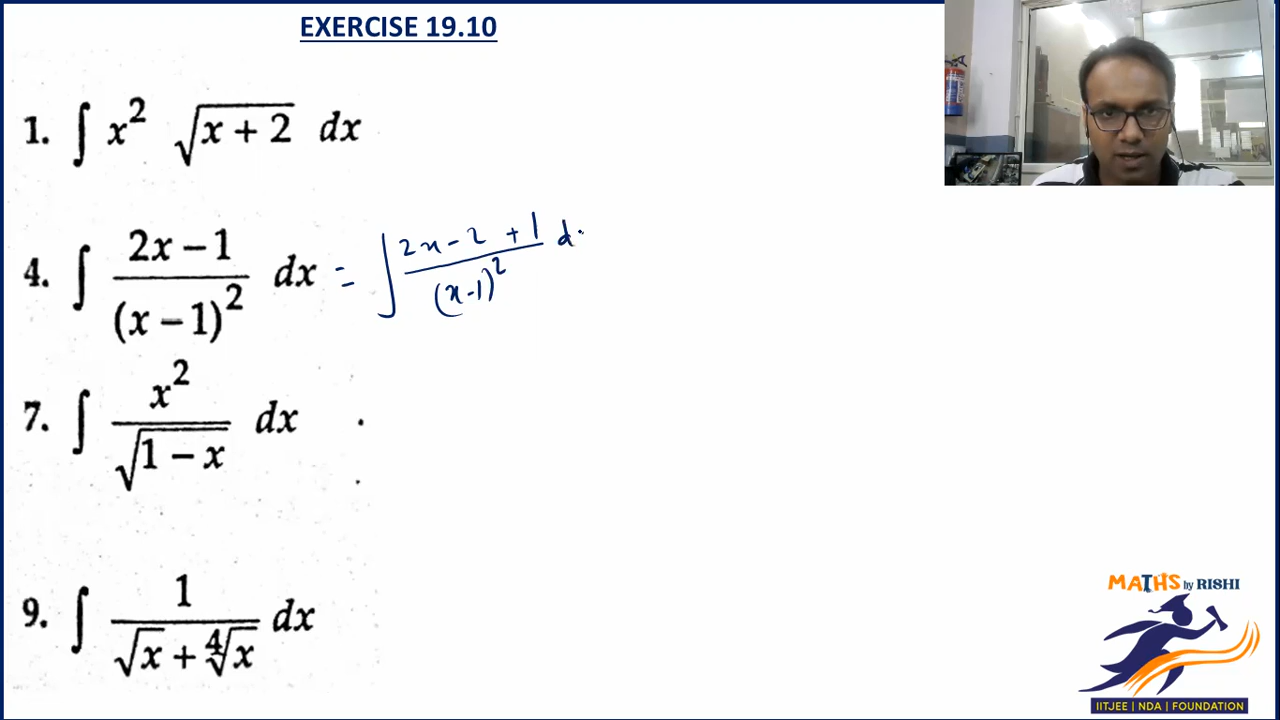 EXERCISE 19.10
1. ∫ x² √(x + 2) dx
4. ∫ (2x – 1)/(x – 1)² dx = ∫ (2x – 2 + 1)/(x-1)² d
7. ∫ x²/√(1 – x) dx
9. ∫ 1/(√x + ∜x) dx
MATHS by RISHI
IITJEE | NDA | FOUNDATION